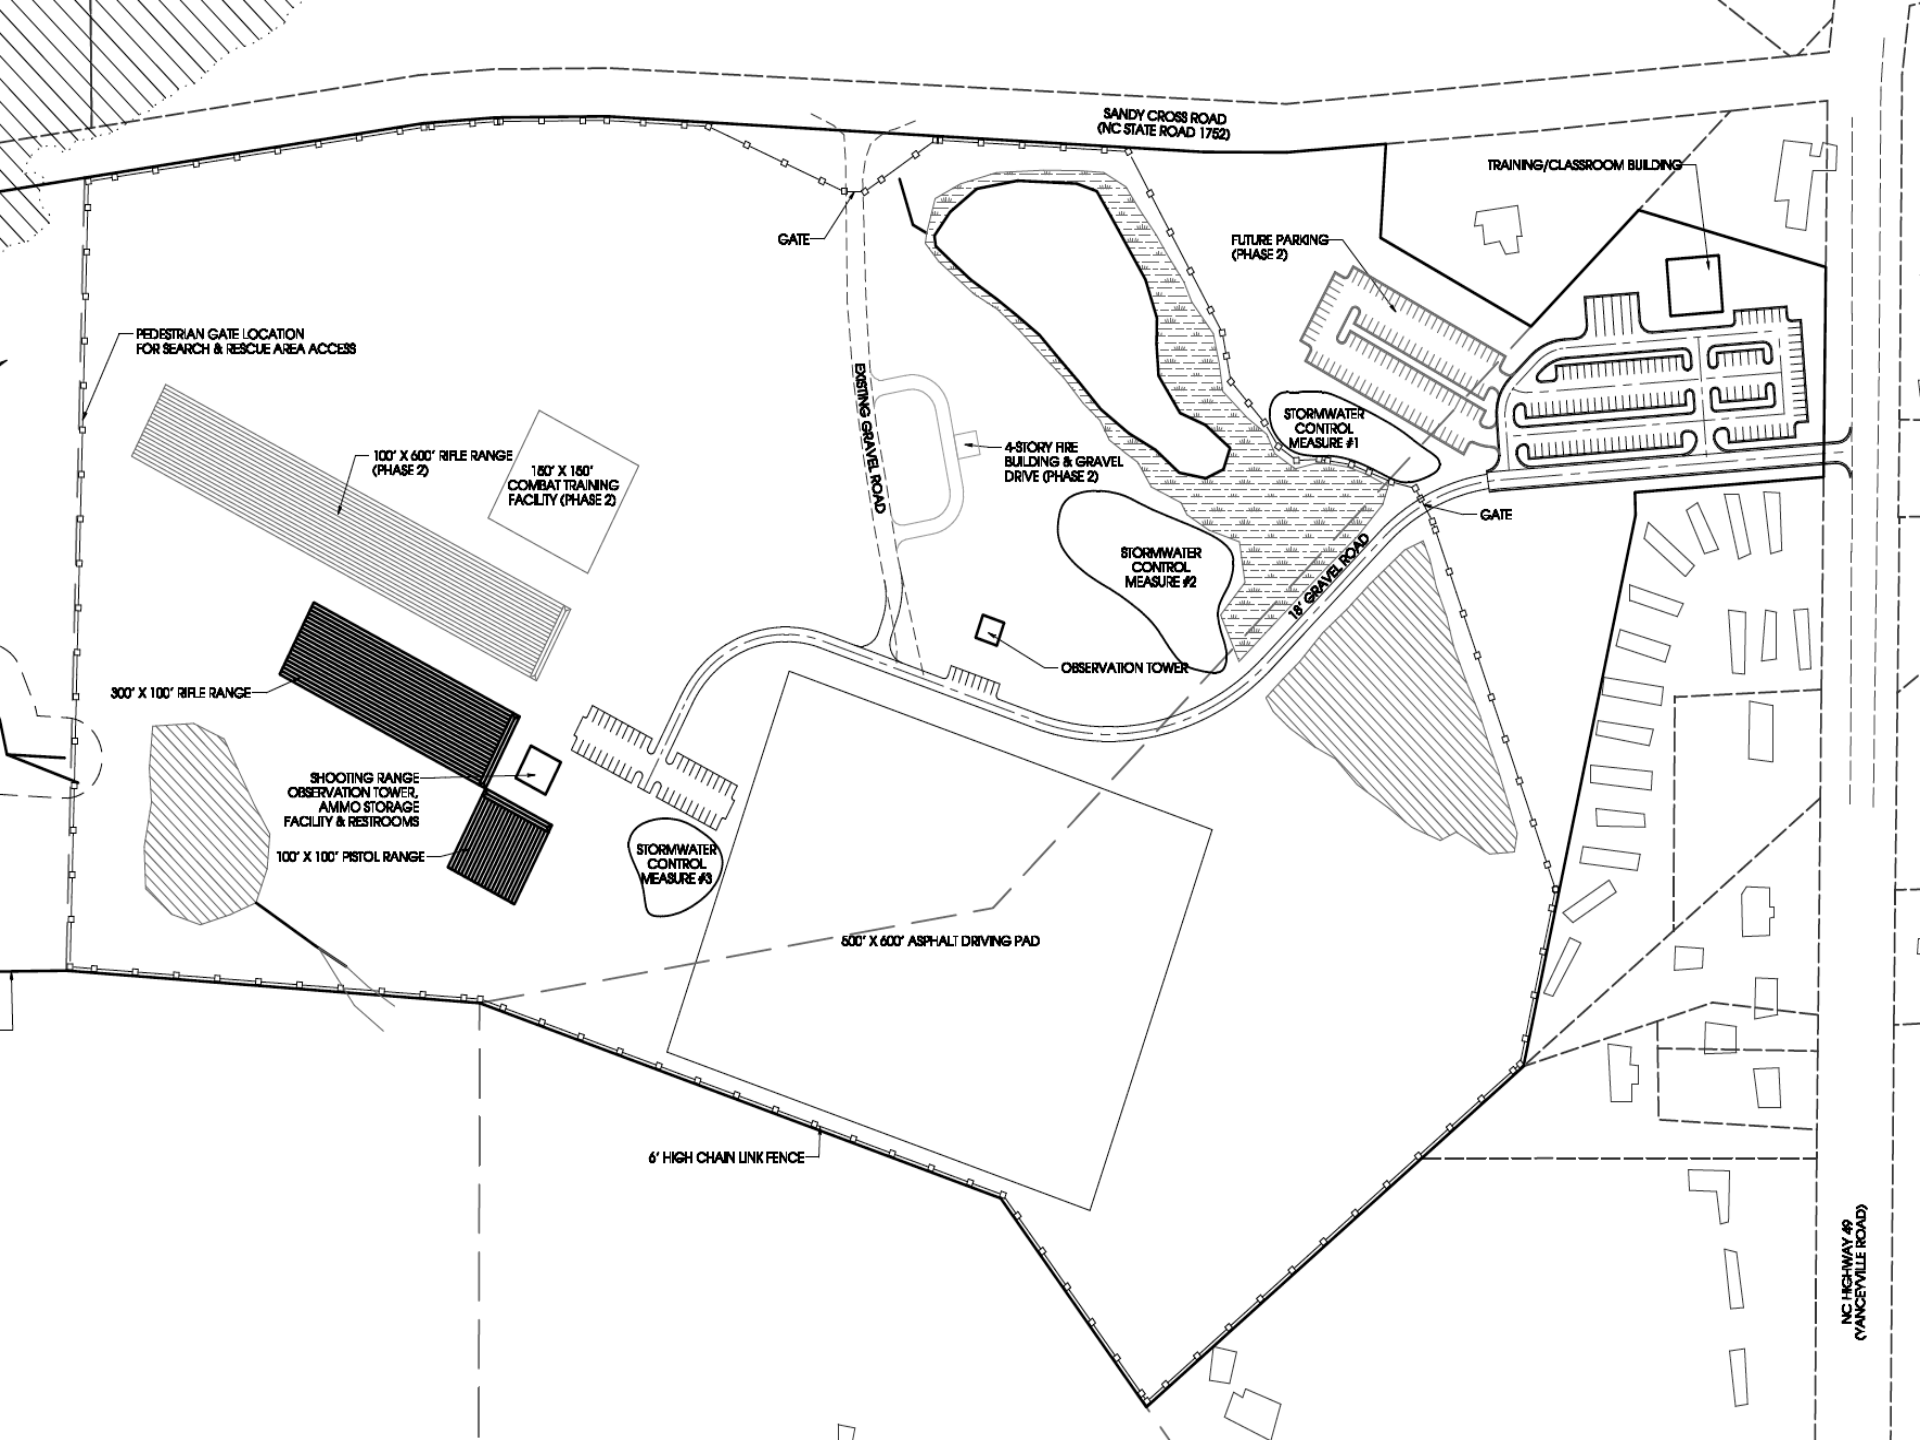 SANDY CROSS ROAD
(NC STATE ROAD 1752)
TRAINING/CLASSROOM BUILDING
GATE
FUTURE PARKING
(PHASE 2)
PEDESTRIAN GATE LOCATION
FOR SEARCH & RESCUE AREA ACCESS
EXISTING GRAVEL ROAD
STORMWATER
CONTROL
MEASURE #1
100' X 600' RIFLE RANGE
(PHASE 2)
150' X 150'
COMBAT TRAINING
FACILITY (PHASE 2)
4-STORY FIRE
BUILDING & GRAVEL
DRIVE (PHASE 2)
GATE
STORMWATER
CONTROL
MEASURE #2
18' GRAVEL ROAD
OBSERVATION TOWER
300' X 100' RIFLE RANGE
SHOOTING RANGE
OBSERVATION TOWER,
AMMO STORAGE
FACILITY & RESTROOMS
100' X 100' PISTOL RANGE
STORMWATER
CONTROL
MEASURE #3
500' X 600' ASPHALT DRIVING PAD
6' HIGH CHAIN LINK FENCE
NC HIGHWAY 49
(YANCEYVILLE ROAD)